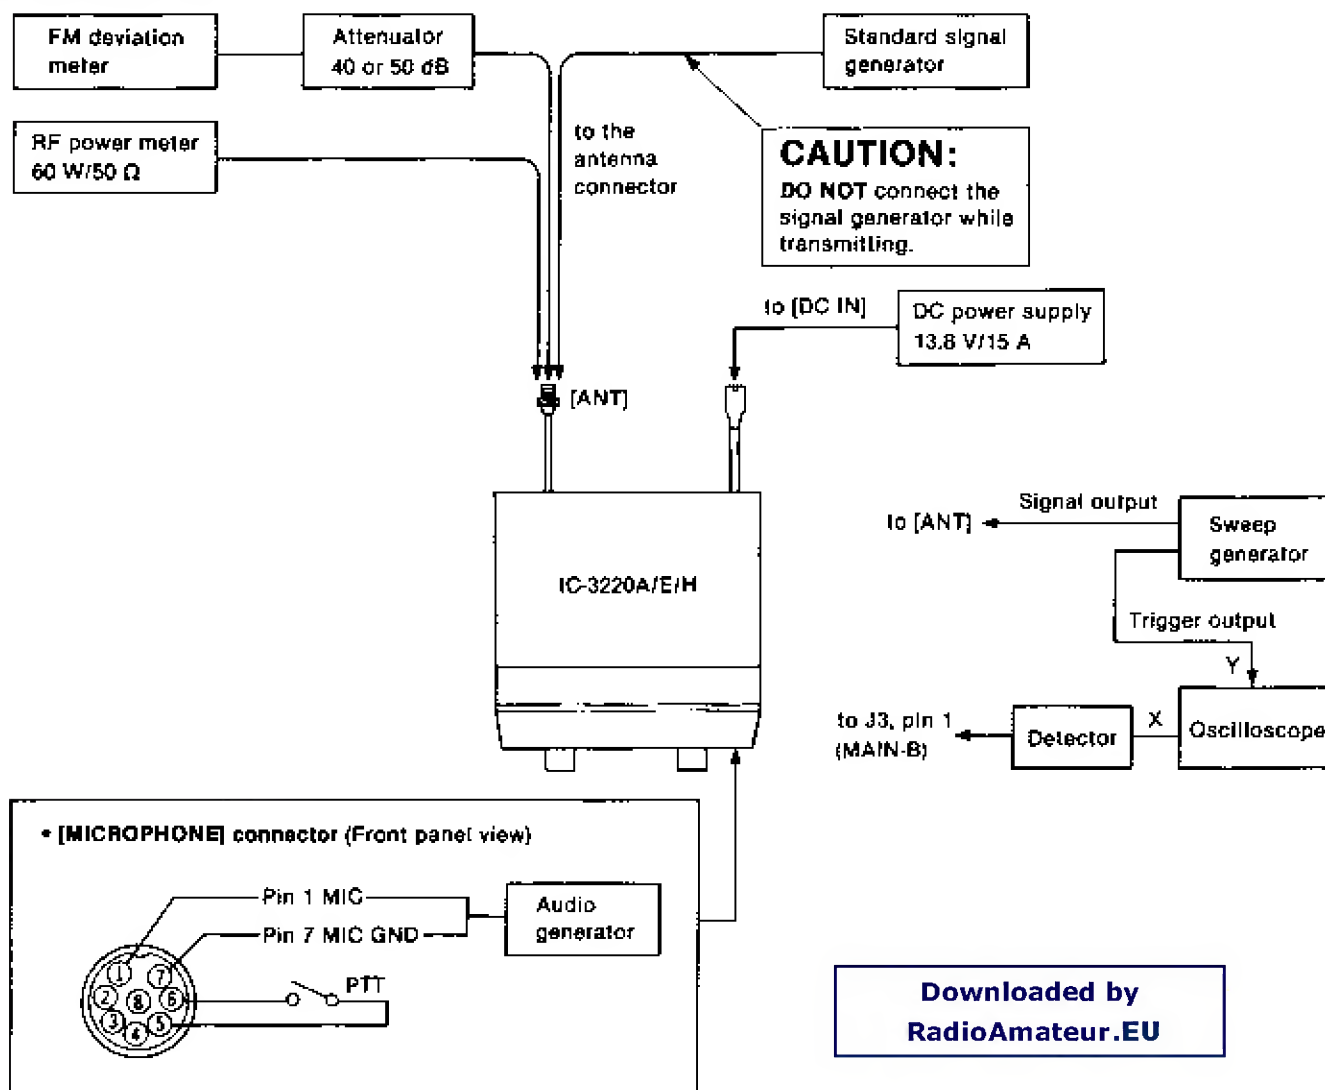 FM deviation
meter
Attenuator
40 or 50 dB
Standard signal
generator
RF power meter
60 W/50 Ω
to the
antenna
connector
CAUTION:
DO NOT connect the
signal generator while
transmitting.
to [DC IN]
DC power supply
13.8 V/15 A
[ANT]
IC-3220A/E/H
to [ANT]
Signal output
Sweep
generator
Trigger output
Y
to J3, pin 1
(MAIN-B)
Detector
X
Oscilloscope
• [MICROPHONE] connector (Front panel view)
Pin 1 MIC
Pin 7 MIC GND
Audio
generator
PTT
1
7
2
8
6
3
4
5
Downloaded by
RadioAmateur.EU